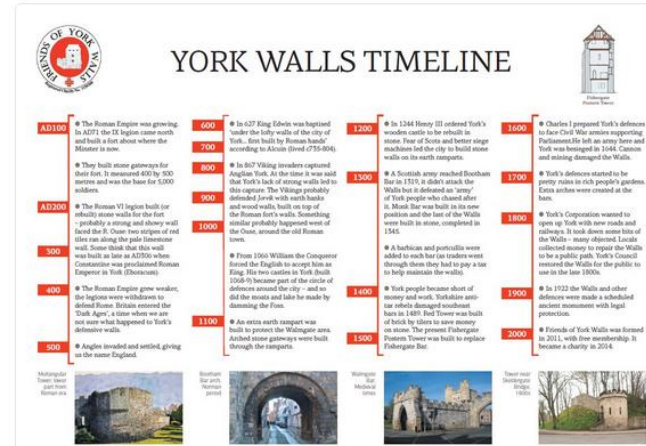 FRIENDS OF YORK WALLS
YORK WALLS TIMELINE
Fishergate
Postern Tower
AD100
● The Roman Empire was growing.
In AD71 the IX legion came north
and built a fort about where the
Minster is now.
● They built stone gateways for
their fort. It measured 400 by 500
metres and was the base for 5,000
soldiers.
AD200
● The Roman VI legion built (or
rebuilt) stone walls for the fort
– probably a strong and showy wall
faced the R. Ouse: two stripes of red
tiles ran along the pale limestone
wall. Some think that this wall
was built as late as AD306 when
Constantine was proclaimed Roman
Emperor in York (Eboracum).
300
400
● The Roman Empire grew weaker,
the legions were withdrawn to
defend Rome. Britain entered the
'Dark Ages', a time when we are
not sure what happened to York's
defensive walls.
500
● Angles invaded and settled, giving
us the name England.
600
● In 627 King Edwin was baptised
'under the lofty walls of the city of
York... first built by Roman hands'
according to Alcuin (lived c735-804).
700
800
● In 867 Viking invaders captured
Anglian York. At the time it was said
that York's lack of strong walls led to
this capture. The Vikings probably
defended Jorvik with earth banks
and wood walls, built on top of the
Roman fort's walls. Something
similar probably happened west of
the Ouse, around the old Roman
town.
900
1000
● From 1066 William the Conqueror
forced the English to accept him as
King. His two castles in York (built
1068-9) became part of the circle of
defences around the city – and so
did the moats and lake he made by
damming the Foss.
1100
● An extra earth rampart was
built to protect the Walmgate area.
Arched stone gateways were built
through the ramparts.
1200
● In 1244 Henry III ordered York's
wooden castle to be rebuilt in
stone. Fear of Scots and better siege
machines led the city to build stone
walls on its earth ramparts.
1300
● A Scottish army reached Bootham
Bar in 1319, it didn't attack the
Walls but it defeated an 'army'
of York people who chased after
it. Monk Bar was built in its new
position and the last of the Walls
were built in stone, completed in
1345.
● A barbican and portcullis were
added to each bar (as traders went
through them they had to pay a tax
to help maintain the walls).
1400
● York people became short of
money and work. Yorkshire anti-
tax rebels damaged southeast
bars in 1489. Red Tower was built
of brick by tilers to save money
on stone. The present Fishergate
Postern Tower was built to replace
Fishergate Bar.
1500
1600
● Charles I prepared York's defences
to face Civil War armies supporting
Parliament. He left an army here and
York was besieged in 1644. Cannon
and mining damaged the Walls.
1700
● York's defences started to be
pretty ruins in rich people's gardens.
Extra arches were created at the
bars.
1800
● York's Corporation wanted to
open up York with new roads and
railways. It took down some bits of
the Walls – many objected. Locals
collected money to repair the Walls
to be a public path. York's Council
restored the Walls for the public to
use in the late 1800s.
1900
● In 1922 the Walls and other
defences were made a scheduled
ancient monument with legal
protection.
2000
● Friends of York Walls was formed
in 2011, with free membership. It
became a charity in 2014.
Multangular
Tower: lower
part from
Roman era
Bootham
Bar arch,
Norman
period
Walmgate
Bar
Medieval
times
Tower near
Skeldergate
Bridge,
1800s